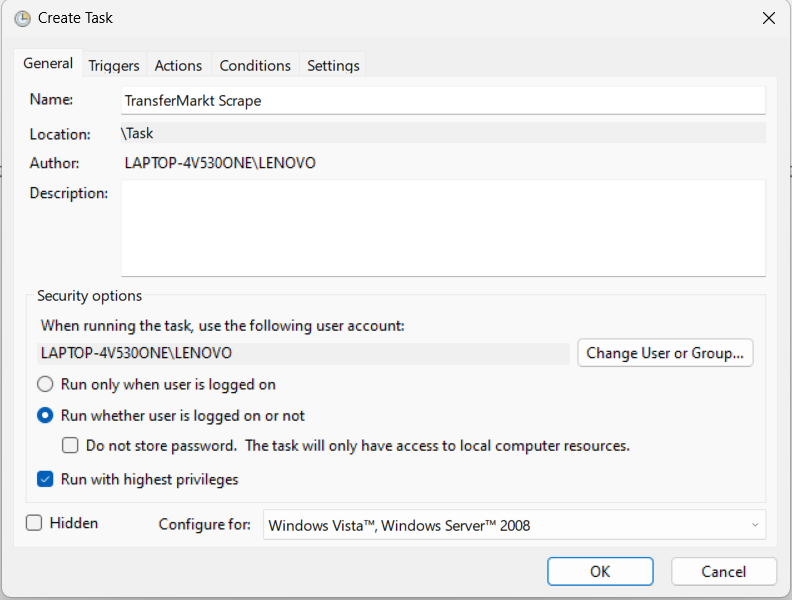 Create Task
General Triggers Actions Conditions Settings
Name: TransferMarkt Scrape
Location: \Task
Author: LAPTOP-4V530ONE\LENOVO
Description:
Security options
When running the task, use the following user account:
LAPTOP-4V530ONE\LENOVO Change User or Group...
Run only when user is logged on
Run whether user is logged on or not
Do not store password. The task will only have access to local computer resources.
Run with highest privileges
Hidden Configure for: Windows Vista™, Windows Server™ 2008
OK Cancel